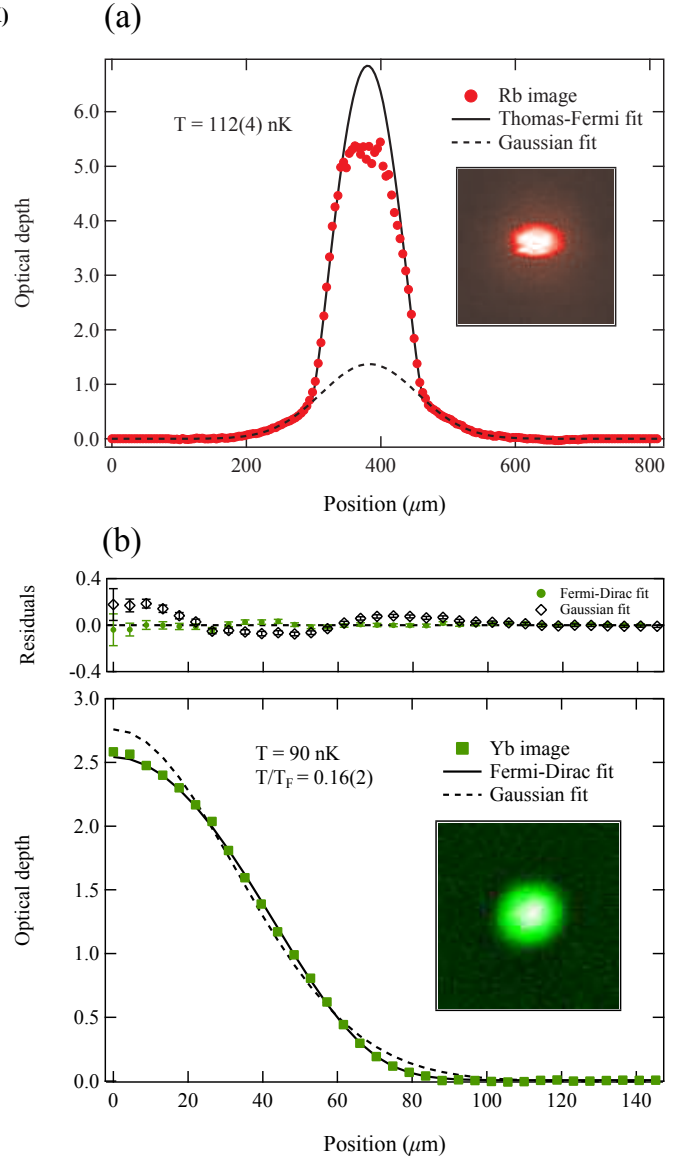 (a)
6.0
5.0
4.0
3.0
2.0
1.0
0.0
Optical depth
T = 112(4) nK
Rb image
Thomas-Fermi fit
Gaussian fit
0
200
400
600
800
Position (μm)
(b)
0.4
0.0
-0.4
Residuals
Fermi-Dirac fit
Gaussian fit
3.0
2.5
2.0
1.5
1.0
0.5
0.0
Optical depth
T = 90 nK
T/TF = 0.16(2)
Yb image
Fermi-Dirac fit
Gaussian fit
0
20
40
60
80
100
120
140
Position (μm)